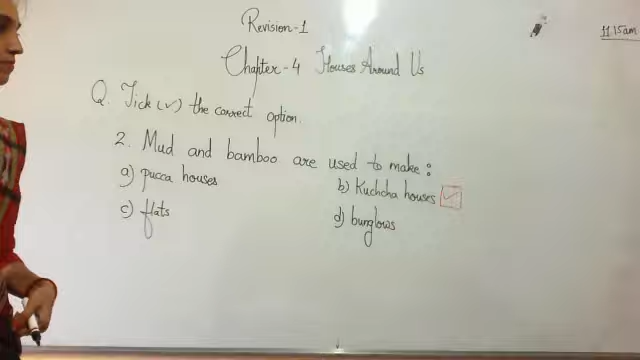 Revision-1
11:15am
Chapter-4 Houses Around Us
Q. Tick (✓) the correct option.
2. Mud and bamboo are used to make:
a) pucca houses
b) Kuchcha houses ✓
c) flats
d) bunglows